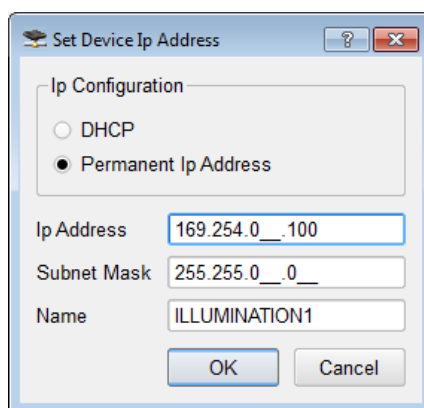 Set Device Ip Address
Ip Configuration
DHCP
Permanent Ip Address
Ip Address 169.254.0__.100
Subnet Mask 255.255.0__.0__
Name ILLUMINATION1
OK Cancel